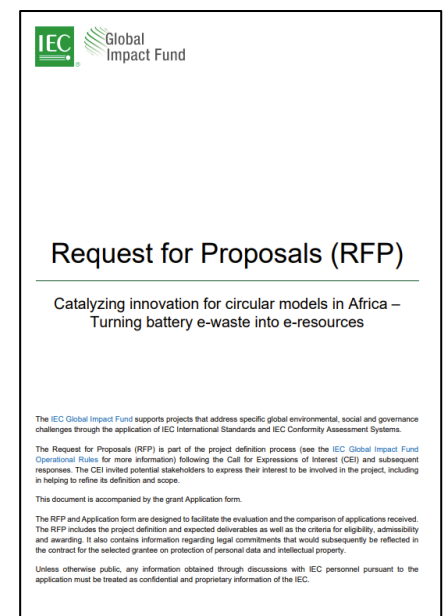 IEC
®
Global
Impact Fund
Request for Proposals (RFP)
Catalyzing innovation for circular models in Africa –
Turning battery e-waste into e-resources
The IEC Global Impact Fund supports projects that address specific global environmental, social and governance
challenges through the application of IEC International Standards and IEC Conformity Assessment Systems.
The Request for Proposals (RFP) is part of the project definition process (see the IEC Global Impact Fund
Operational Rules for more information) following the Call for Expressions of Interest (CEI) and subsequent
responses. The CEI invited potential stakeholders to express their interest to be involved in the project, including
in helping to refine its definition and scope.
This document is accompanied by the grant Application form.
The RFP and Application form are designed to facilitate the evaluation and the comparison of applications received.
The RFP includes the project definition and expected deliverables as well as the criteria for eligibility, admissibility
and awarding. It also contains information regarding legal commitments that would subsequently be reflected in
the contract for the selected grantee on protection of personal data and intellectual property.
Unless otherwise public, any information obtained through discussions with IEC personnel pursuant to the
application must be treated as confidential and proprietary information of the IEC.